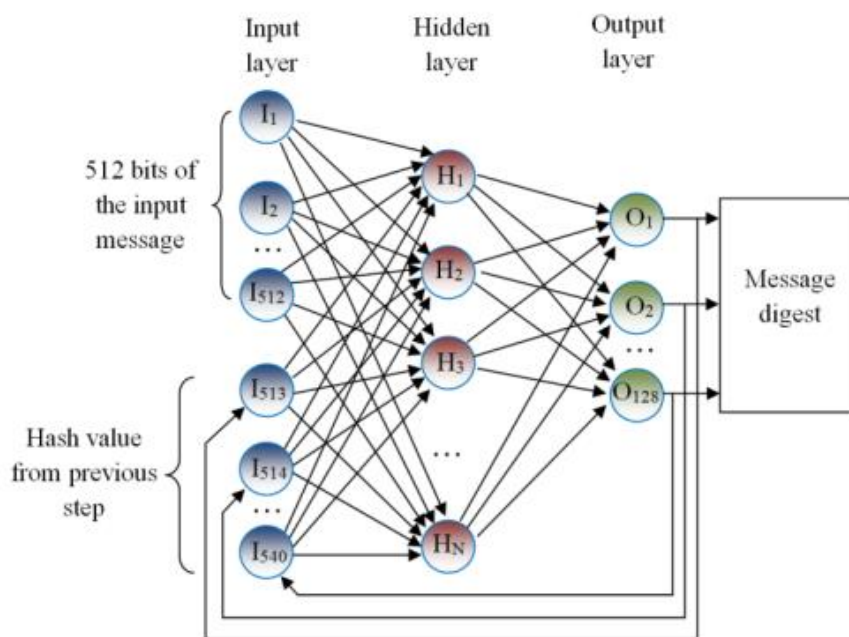 Input
layer
Hidden
layer
Output
layer
512 bits of
the input
message
I1
I2
...
I512
I513
I514
...
I540
Hash value
from previous
step
H1
H2
H3
...
HN
O1
O2
...
O128
Message
digest